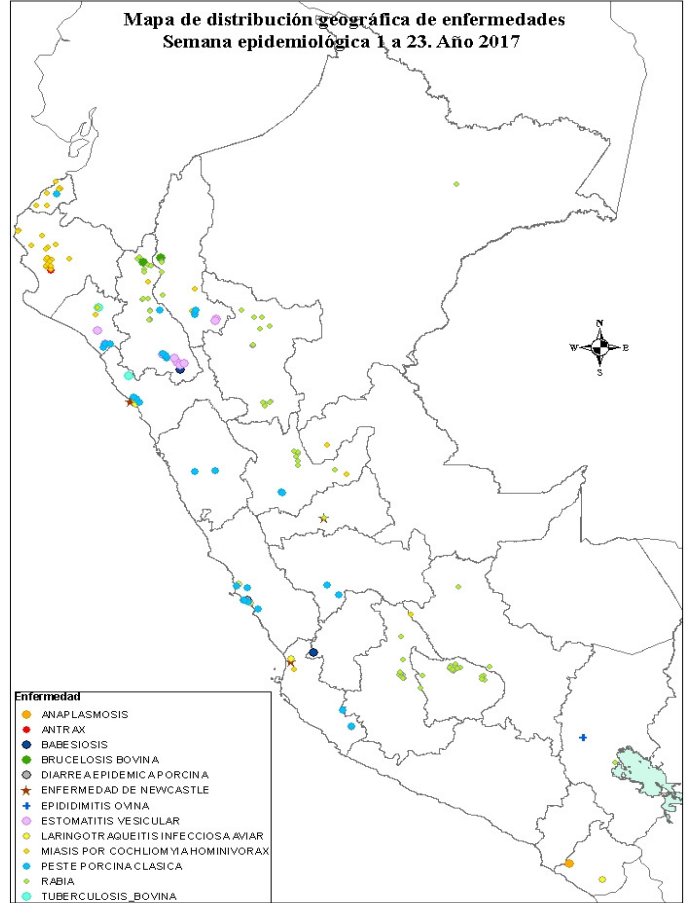 Mapa de distribución geográfica de enfermedades
Semana epidemiológica 1 a 23. Año 2017
N
W E
S
Enfermedad
ANAPLASMOSIS
ANTRAX
BABESIOSIS
BRUCELOSIS BOVINA
DIARREA EPIDEMICA PORCINA
ENFERMEDAD DE NEWCASTLE
EPIDIDIMITIS OVINA
ESTOMATITIS VESICULAR
LARINGOTRAQUEITIS INFECCIOSA AVIAR
MIASIS POR COCHLIOMYIA HOMINIVORAX
PESTE PORCINA CLASICA
RABIA
TUBERCULOSIS_BOVINA